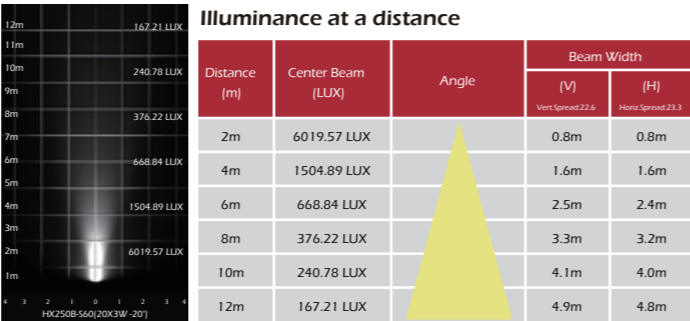 Illuminance at a distance
12m 167.21 LUX
11m
10m 240.78 LUX
9m
8m 376.22 LUX
7m
6m 668.84 LUX
5m
4m 1504.89 LUX
3m
2m 6019.57 LUX
1m
4 3 2 1 0 1 2 3 4
HX250B-S60(20X3W -20°)
Distance (m) Center Beam (LUX) Angle Beam Width
(V) (H)
Vert.Spread:22.6 Horiz.Spread:23.3
2m 6019.57 LUX 0.8m 0.8m
4m 1504.89 LUX 1.6m 1.6m
6m 668.84 LUX 2.5m 2.4m
8m 376.22 LUX 3.3m 3.2m
10m 240.78 LUX 4.1m 4.0m
12m 167.21 LUX 4.9m 4.8m